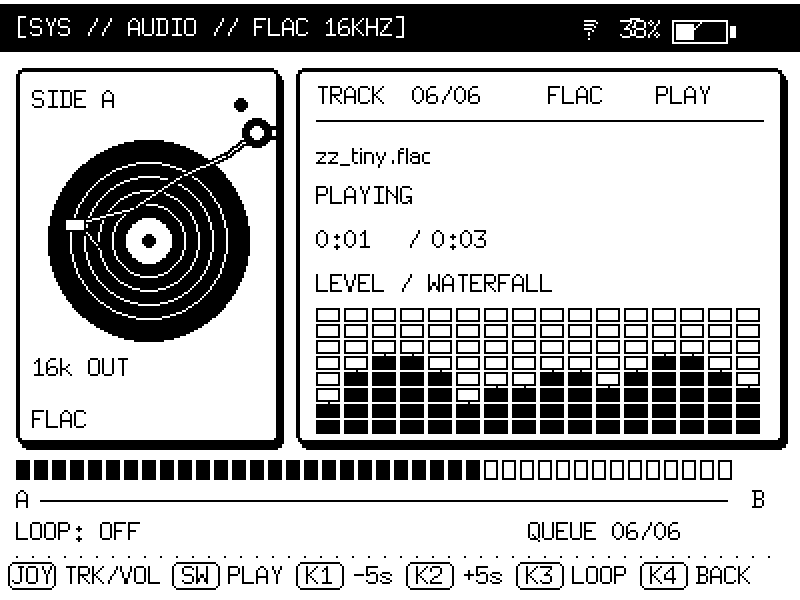 [SYS // AUDIO // FLAC 16KHZ] 38%
SIDE A
16k OUT
FLAC
TRACK 06/06 FLAC PLAY
zz_tiny.flac
PLAYING
0:01 / 0:03
LEVEL / WATERFALL
A B
LOOP: OFF QUEUE 06/06
JOY TRK/VOL SW PLAY K1 -5s K2 +5s K3 LOOP K4 BACK